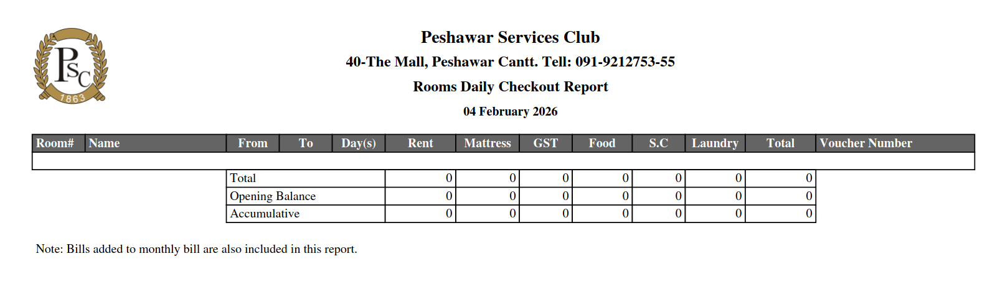 PSC
1863
Peshawar Services Club
40-The Mall, Peshawar Cantt. Tell: 091-9212753-55
Rooms Daily Checkout Report
04 February 2026
Room# Name From To Day(s) Rent Mattress GST Food S.C Laundry Total Voucher Number
Total 0 0 0 0 0 0 0
Opening Balance 0 0 0 0 0 0 0
Accumulative 0 0 0 0 0 0 0
Note: Bills added to monthly bill are also included in this report.